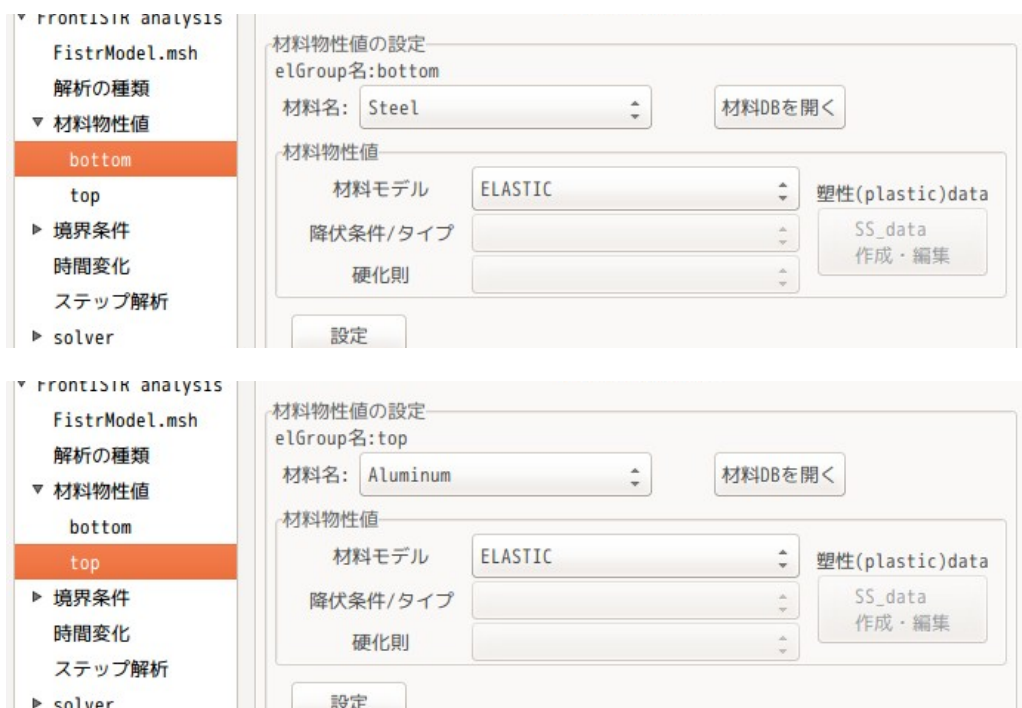 FrontISTR analysis
FistrModel.msh
解析の種類
材料物性値
bottom
top
境界条件
時間変化
ステップ解析
solver
材料物性値の設定
elGroup名:bottom
材料名: Steel 材料DBを開く
材料物性値
材料モデル ELASTIC 塑性(plastic)data
降伏条件/タイプ SS_data
作成・編集
硬化則
設定
FrontISTR analysis
FistrModel.msh
解析の種類
材料物性値
bottom
top
境界条件
時間変化
ステップ解析
solver
材料物性値の設定
elGroup名:top
材料名: Aluminum 材料DBを開く
材料物性値
材料モデル ELASTIC 塑性(plastic)data
降伏条件/タイプ SS_data
作成・編集
硬化則
設定